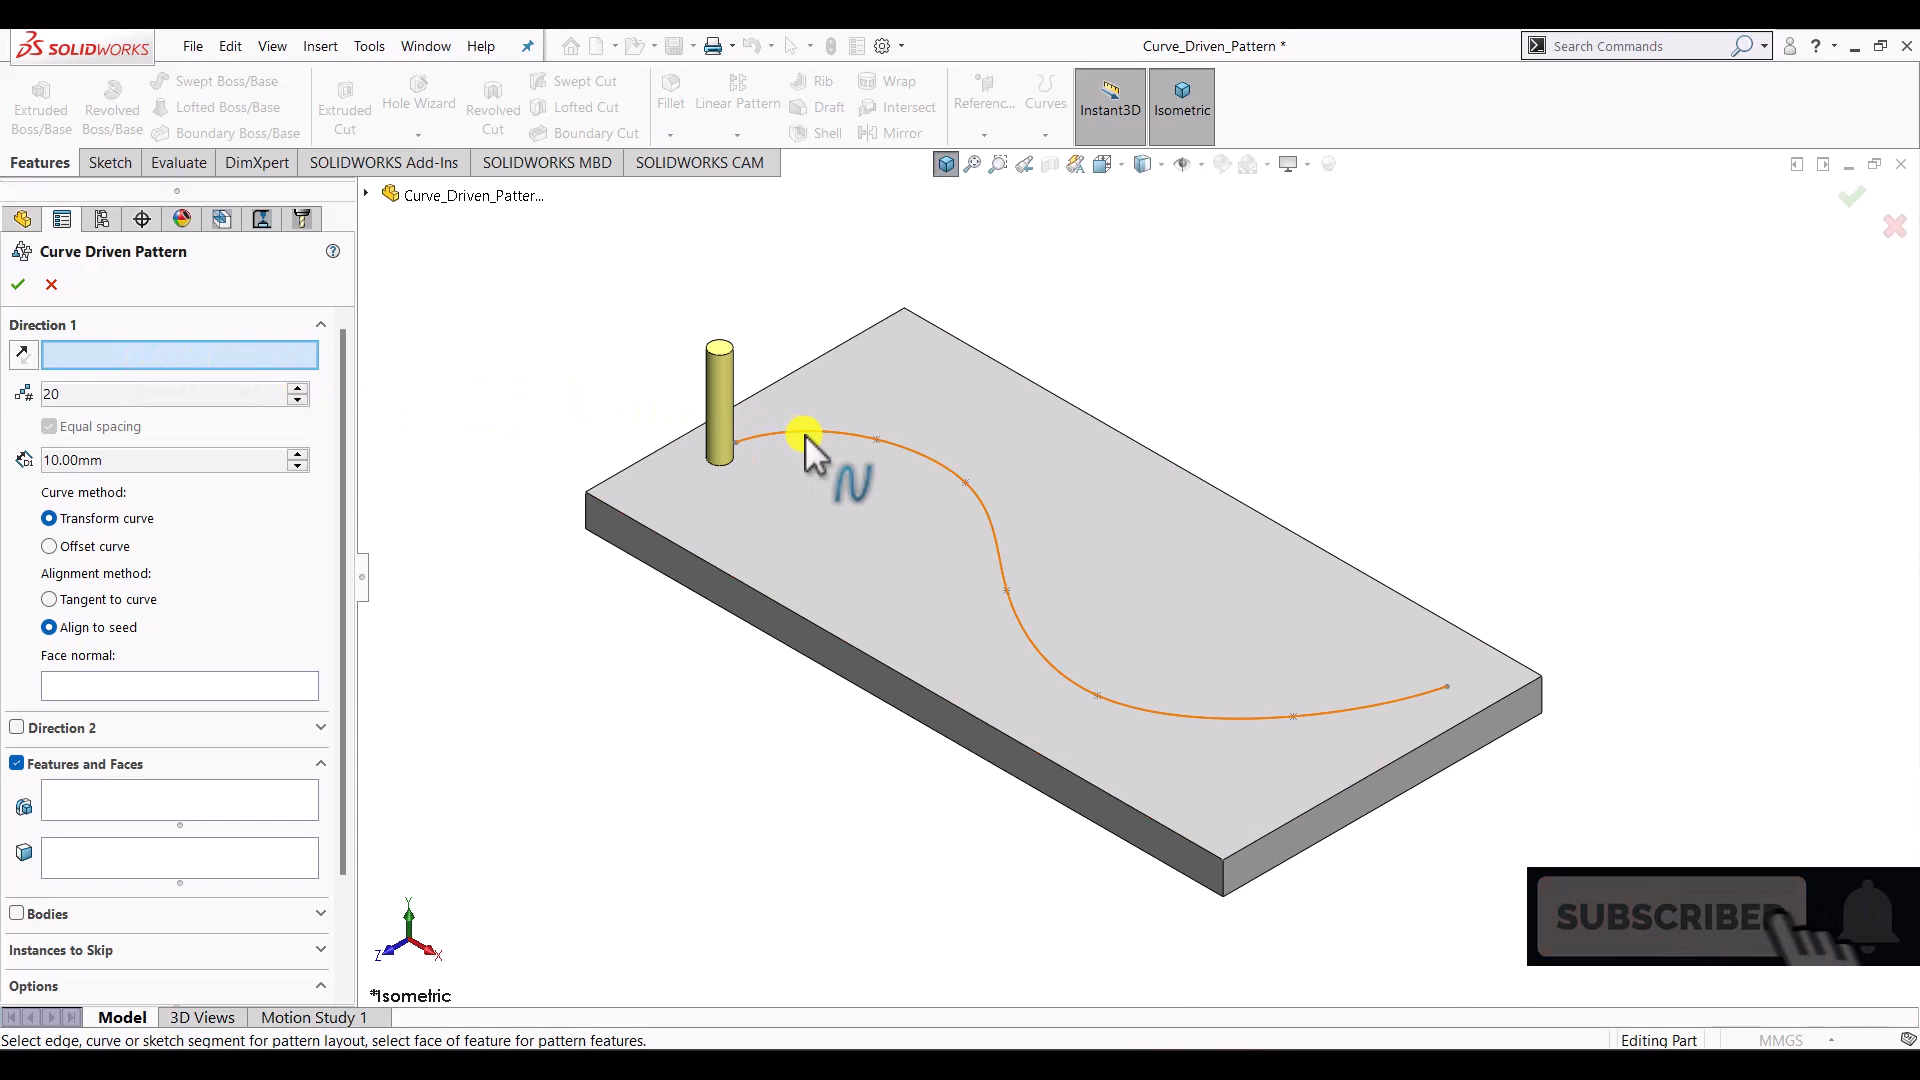 SOLIDWORKS File Edit View Insert Tools Window Help Curve_Driven_Pattern * Search Commands ?
Extruded Boss/Base
Revolved Boss/Base
Swept Boss/Base
Lofted Boss/Base
Boundary Boss/Base
Extruded Cut
Hole Wizard
Revolved Cut
Swept Cut
Lofted Cut
Boundary Cut
Fillet
Linear Pattern
Rib
Draft
Shell
Wrap
Intersect
Mirror
Referenc...
Curves
Instant3D
Isometric
Features Sketch Evaluate DimXpert SOLIDWORKS Add-Ins SOLIDWORKS MBD SOLIDWORKS CAM
Curve_Driven_Patter...
Curve Driven Pattern
Direction 1
20
Equal spacing
10.00mm
Curve method:
Transform curve
Offset curve
Alignment method:
Tangent to curve
Align to seed
Face normal:
Direction 2
Features and Faces
Bodies
Instances to Skip
Options
Y
Z X
*Isometric
SUBSCRIBED
Model 3D Views Motion Study 1
Select edge, curve or sketch segment for pattern layout, select face of feature for pattern features. Editing Part MMGS